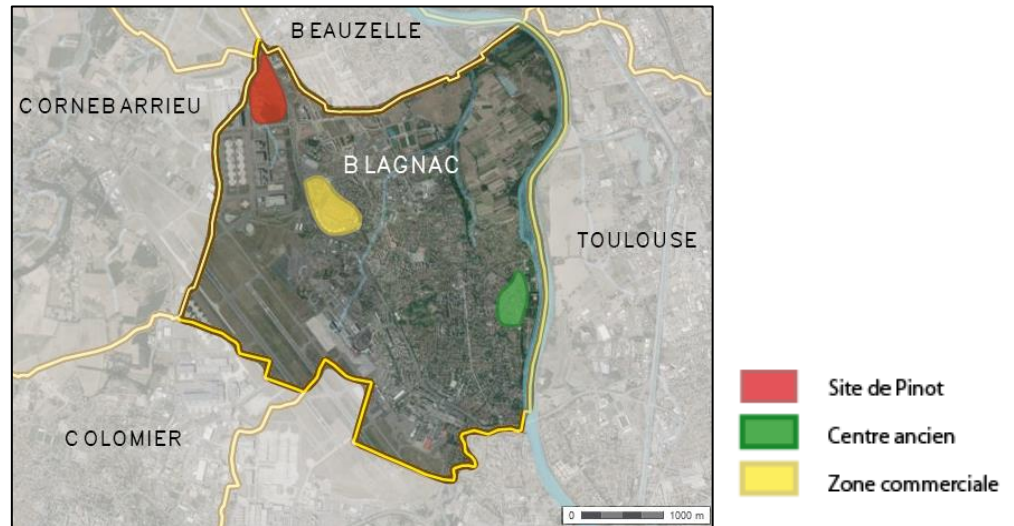 BEAUZELLE
CORNEBARRIEU
BLAGNAC
TOULOUSE
COLOMIER
0 1000 m
Site de Pinot
Centre ancien
Zone commerciale